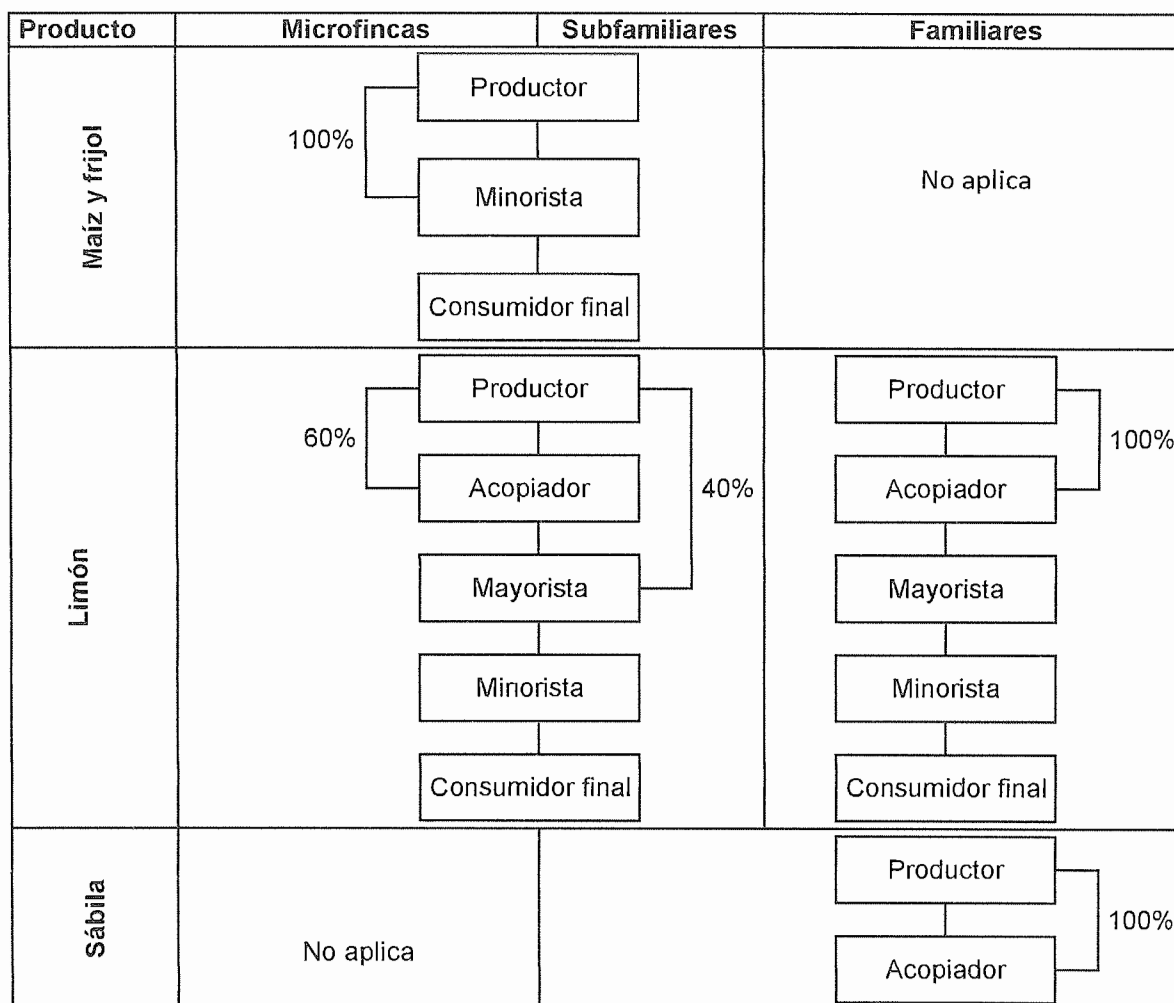 Producto Microfincas Subfamiliares Familiares
Maíz y frijol
Productor
100%
Minorista
Consumidor final
No aplica
Limón
Productor
60%
Acopiador
40%
Mayorista
Minorista
Consumidor final
Productor
100%
Acopiador
Mayorista
Minorista
Consumidor final
Sábila
No aplica
Productor
100%
Acopiador